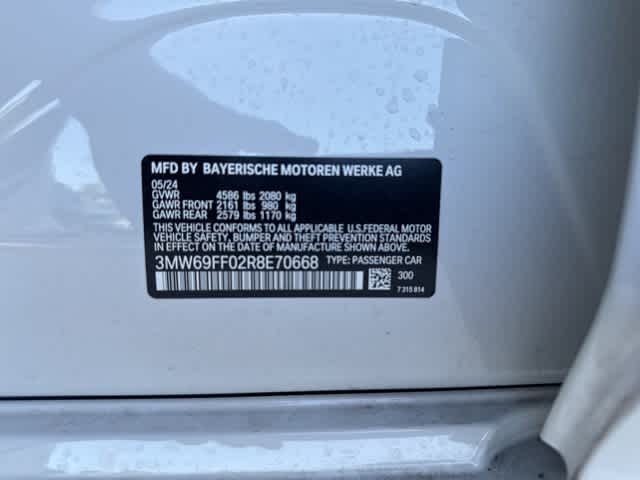 MFD BY BAYERISCHE MOTOREN WERKE AG
05/24
GVWR 4586 lbs 2080 kg
GAWR FRONT 2161 lbs 980 kg
GAWR REAR 2579 lbs 1170 kg
THIS VEHICLE CONFORMS TO ALL APPLICABLE U.S.FEDERAL MOTOR
VEHICLE SAFETY, BUMPER, AND THEFT PREVENTION STANDARDS
IN EFFECT ON THE DATE OF MANUFACTURE SHOWN ABOVE.
3MW69FF02R8E70668 TYPE: PASSENGER CAR
300
7 315 814